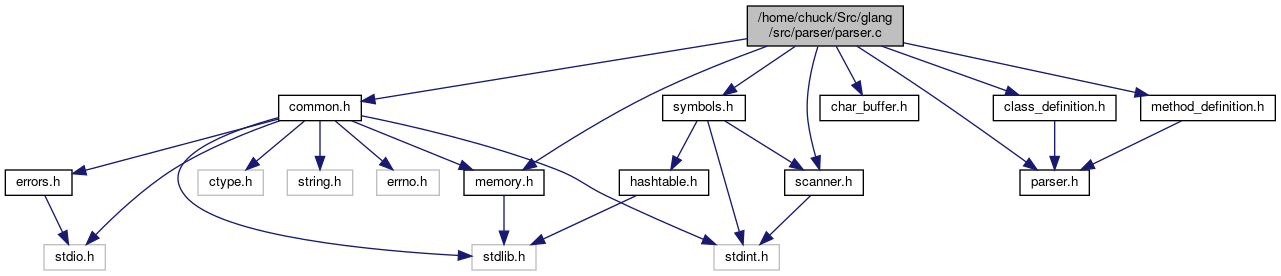 /home/chuck/Src/glang
/src/parser/parser.c
common.h
symbols.h
char_buffer.h
class_definition.h
method_definition.h
errors.h
ctype.h
string.h
errno.h
memory.h
hashtable.h
scanner.h
parser.h
stdio.h
stdlib.h
stdint.h